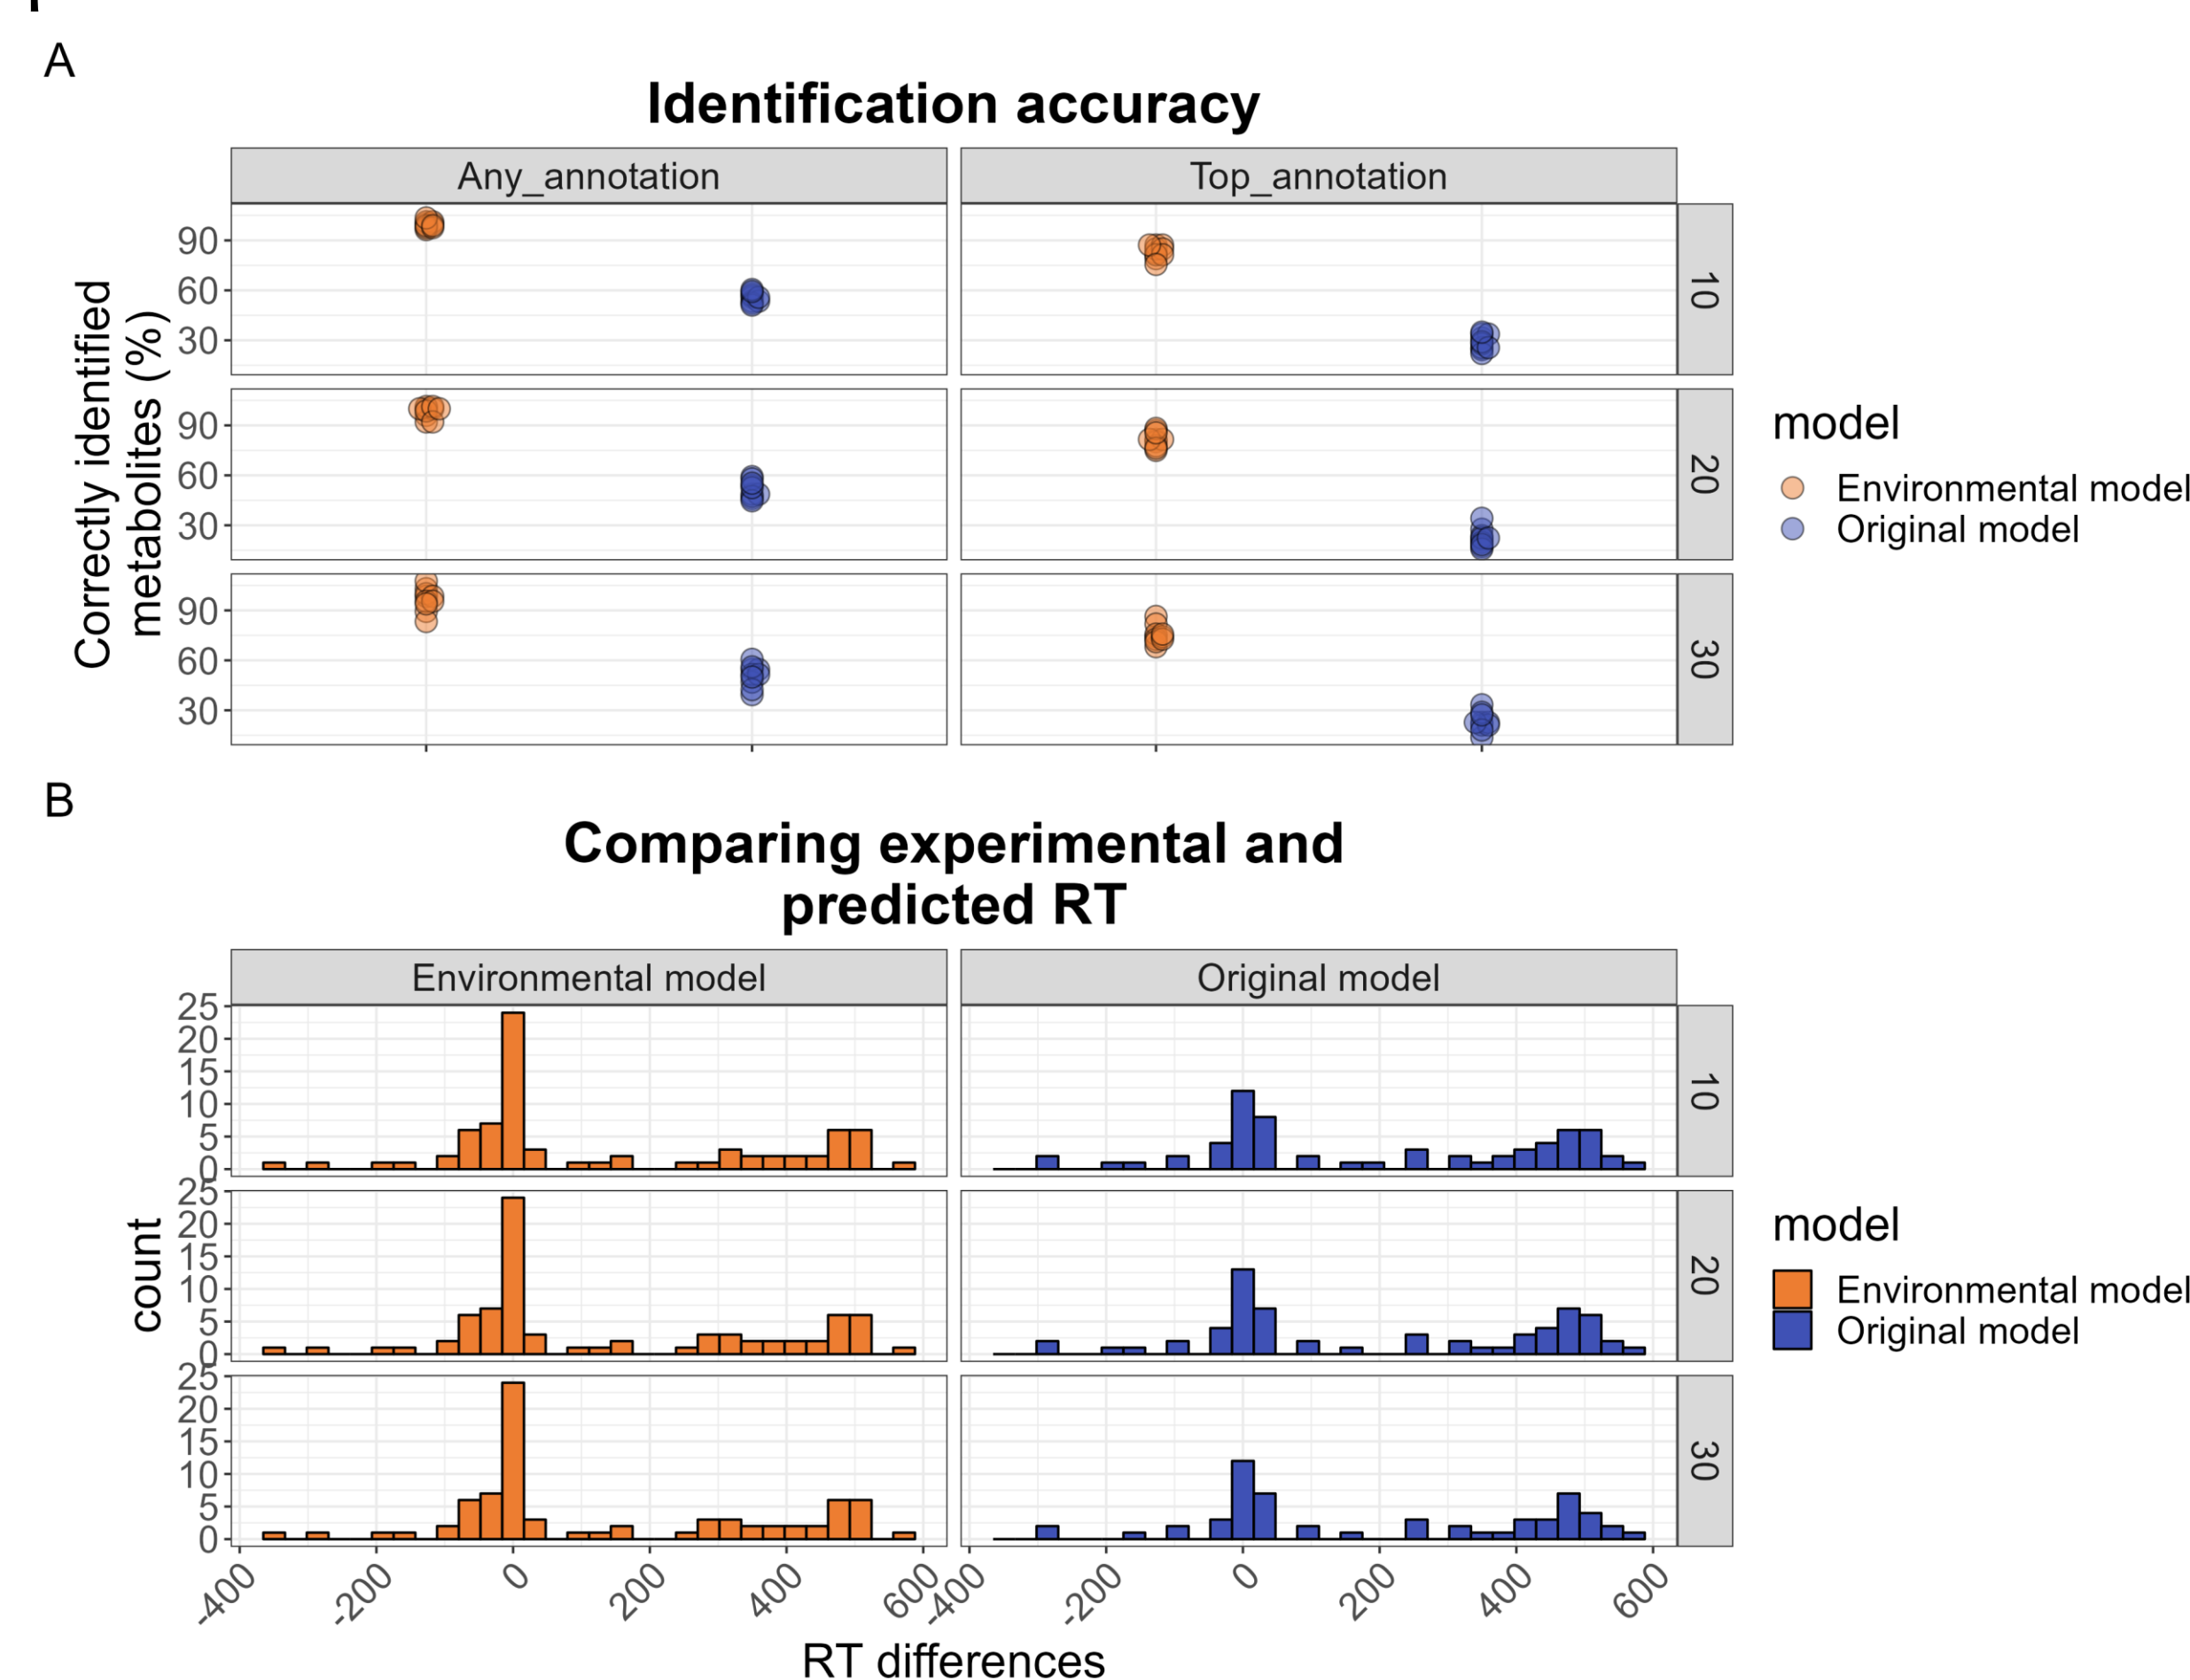 A
Identification accuracy
Any_annotation
Top_annotation
90
60
30
10
90
60
30
20
90
60
30
30
Correctly identified
metabolites (%)
model
Environmental model
Original model
B
Comparing experimental and
predicted RT
Environmental model
Original model
25
20
15
10
5
0
10
25
20
15
10
5
0
20
25
20
15
10
5
0
30
count
-400
-200
0
200
400
600
-400
-200
0
200
400
600
RT differences
model
Environmental model
Original model